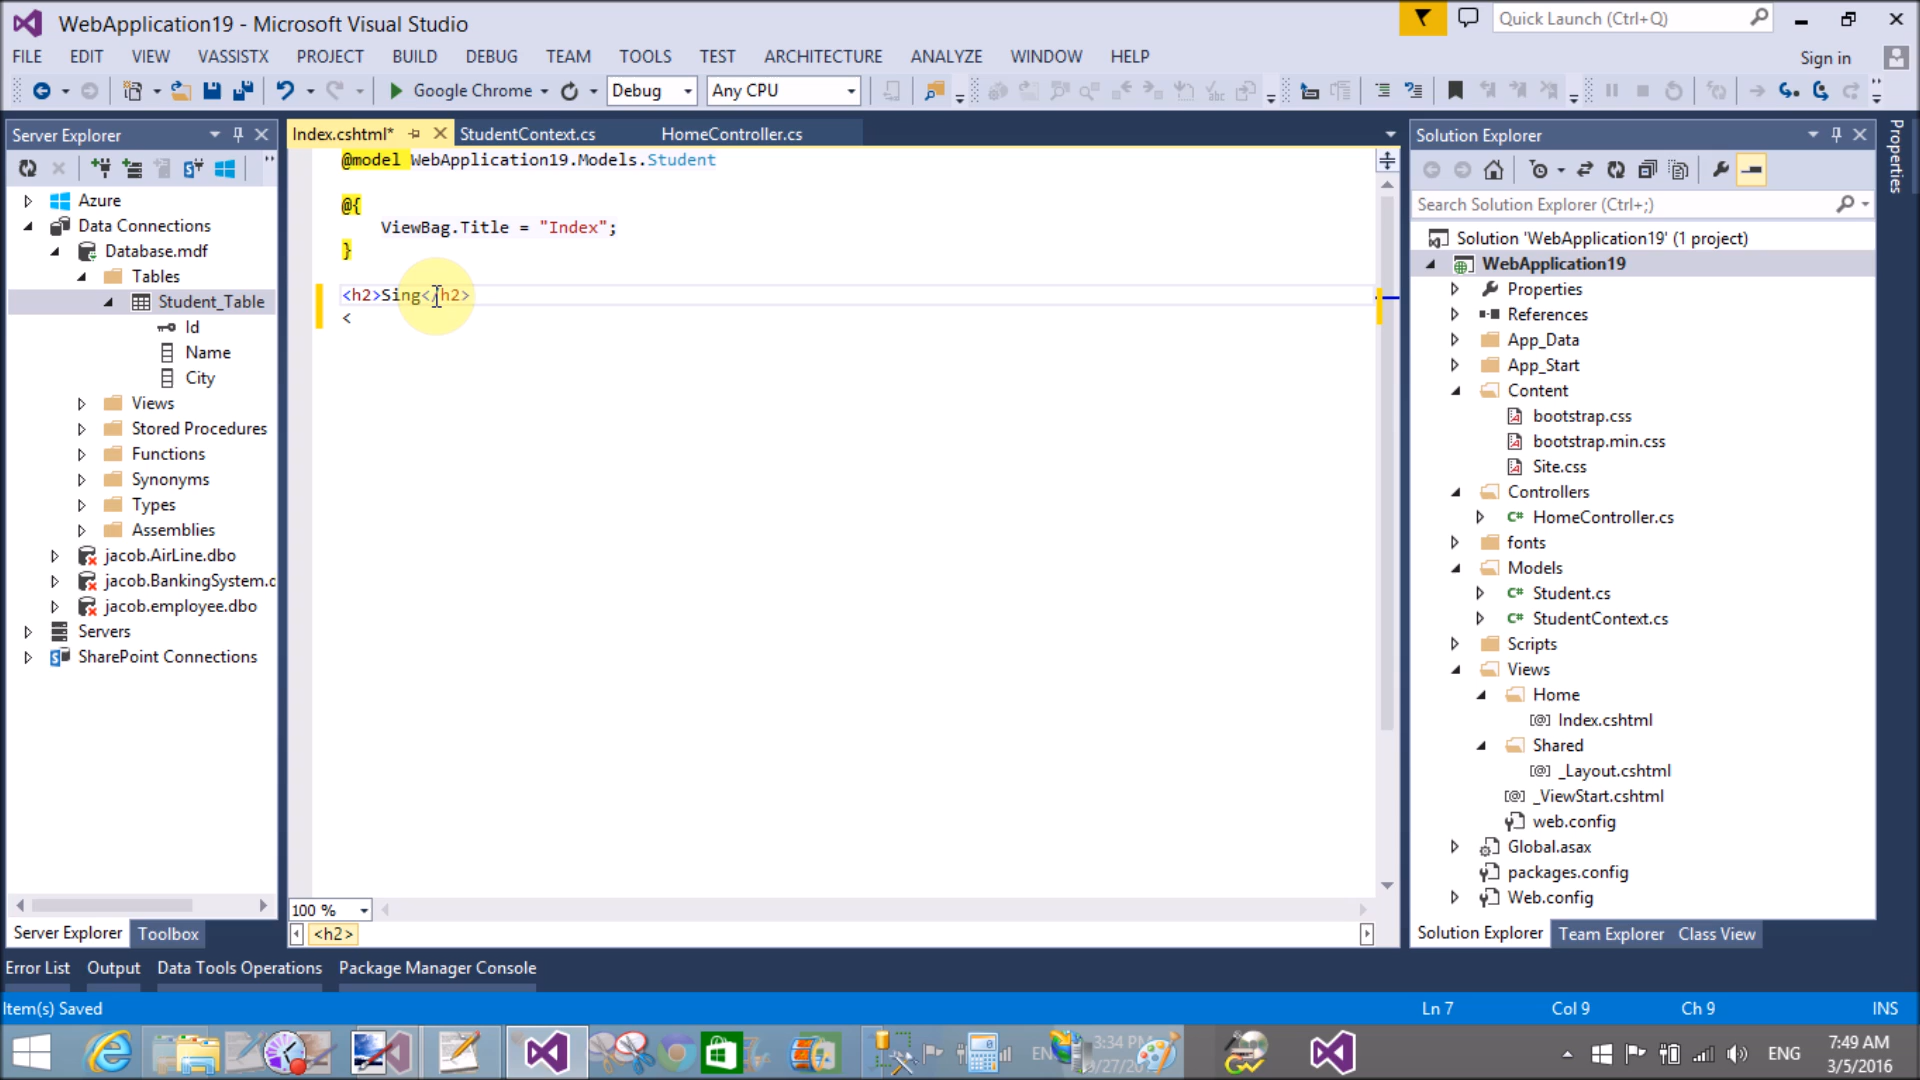 WebApplication19 - Microsoft Visual Studio
Quick Launch (Ctrl+Q)
FILE EDIT VIEW VASSISTX PROJECT BUILD DEBUG TEAM TOOLS TEST ARCHITECTURE ANALYZE WINDOW HELP
Sign in
Google Chrome Debug Any CPU
Server Explorer
Azure
Data Connections
Database.mdf
Tables
Student_Table
Id
Name
City
Views
Stored Procedures
Functions
Synonyms
Types
Assemblies
jacob.AirLine.dbo
jacob.BankingSystem.c
jacob.employee.dbo
Servers
SharePoint Connections
Server Explorer Toolbox
Index.cshtml* StudentContext.cs HomeController.cs
@model WebApplication19.Models.Student
@{
ViewBag.Title = "Index";
}
<h2>Sing</h2>
<
100 %
<h2>
Solution Explorer
Search Solution Explorer (Ctrl+;)
Solution 'WebApplication19' (1 project)
WebApplication19
Properties
References
App_Data
App_Start
Content
bootstrap.css
bootstrap.min.css
Site.css
Controllers
HomeController.cs
fonts
Models
Student.cs
StudentContext.cs
Scripts
Views
Home
Index.cshtml
Shared
_Layout.cshtml
_ViewStart.cshtml
web.config
Global.asax
packages.config
Web.config
Solution Explorer Team Explorer Class View
Properties
Error List Output Data Tools Operations Package Manager Console
Item(s) Saved
Ln 7 Col 9 Ch 9 INS
ENG
7:49 AM
3/5/2016